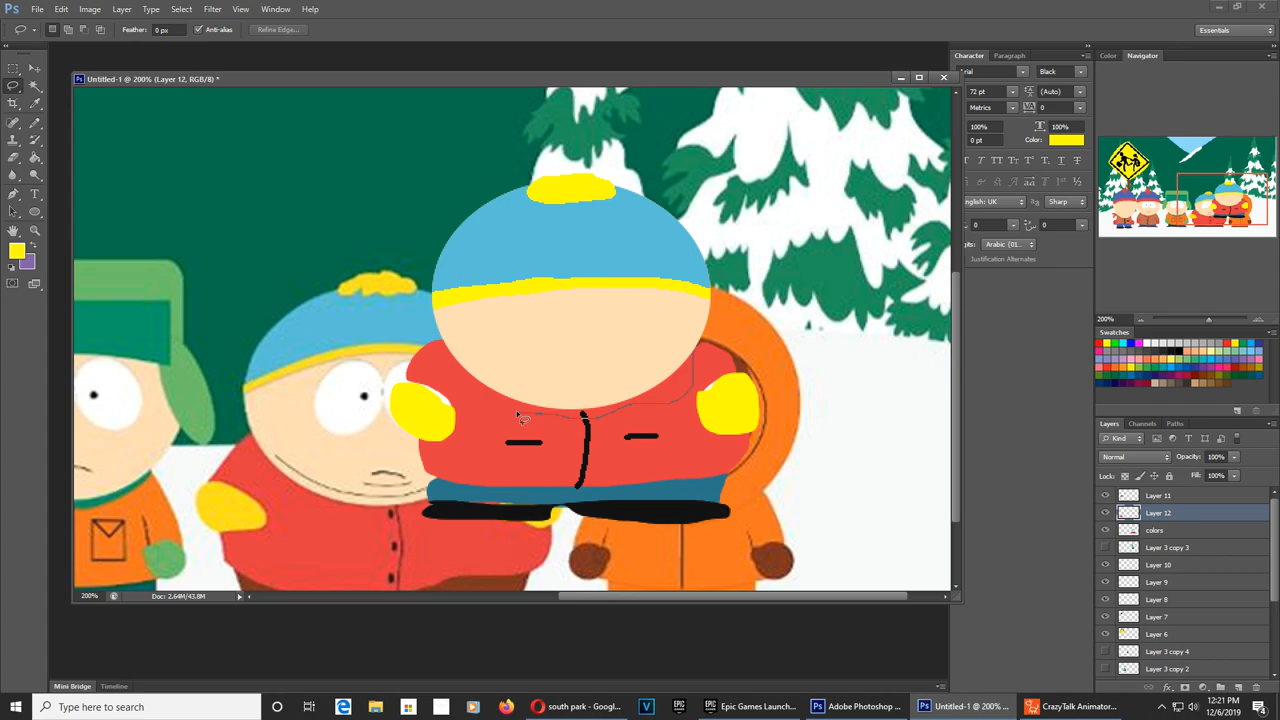 Ps File Edit Image Layer Type Select Filter View Window Help
Feather: 0 px Anti-alias Refine Edge... Essentials
Untitled-1 @ 200% (Layer 12, RGB/8) *
Character Paragraph
Color Navigator
Arial Black
72 pt (Auto)
Metrics 0
100% 100%
0 pt Color:
T T TT Tr T T T T
English: UK aa Sharp
0 0
Digits: Arabic (01...
Justification Alternates
200%
Swatches
Layers Channels Paths
Kind
Normal Opacity: 100%
Lock: Fill: 100%
Layer 11
Layer 12
colors
Layer 3 copy 3
Layer 10
Layer 9
Layer 8
Layer 7
Layer 6
Layer 3 copy 4
Layer 3 copy 2
200% Doc: 2.64M/43.8M
Mini Bridge Timeline
Type here to search
south park - Googl...
Epic Games Launch...
Adobe Photoshop ...
Untitled-1 @ 200% ...
CrazyTalk Animator...
12:21 PM
12/6/2019